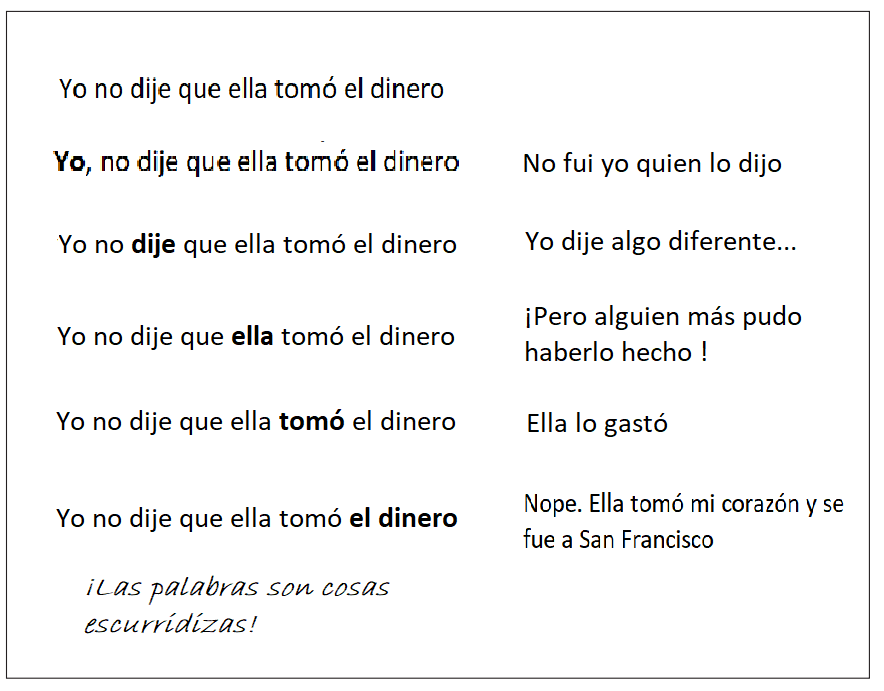 Yo no dije que ella tomó el dinero
Yo, no dije que ella tomó el dinero
No fui yo quien lo dijo
Yo no dije que ella tomó el dinero
Yo dije algo diferente...
Yo no dije que ella tomó el dinero
¡Pero alguien más pudo
haberlo hecho !
Yo no dije que ella tomó el dinero
Ella lo gastó
Yo no dije que ella tomó el dinero
Nope. Ella tomó mi corazón y se
fue a San Francisco
¡Las palabras son cosas
escurrídízas!